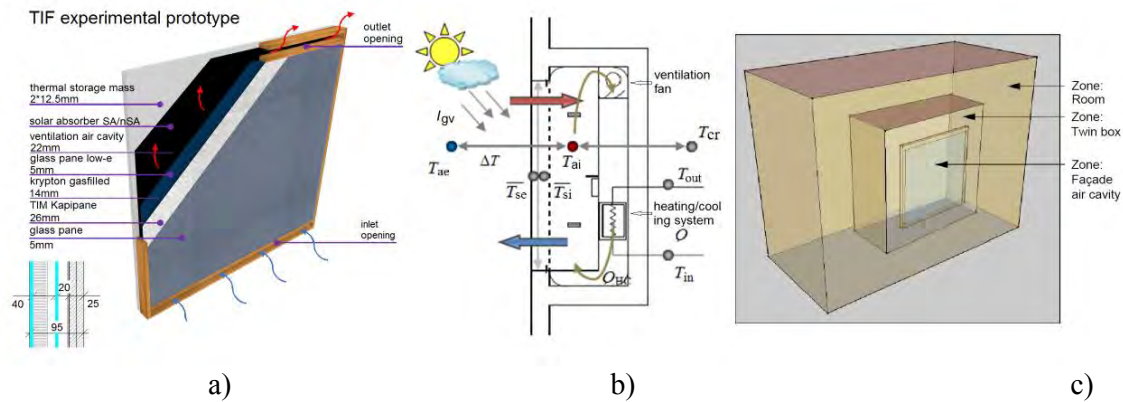 TIF experimental prototype
outlet
opening
thermal storage mass
2*12.5mm
solar absorber SA/nSA
ventilation air cavity
22mm
glass pane low-e
5mm
krypton gasfilled
14mm
TIM Kapipane
26mm
glass pane
5mm
inlet
opening
20
40
25
95
a)
ventilation
fan
Igv
Tcr
ΔT
Tae
Tai
Tout
Tse
Tsi
heating/cool
ing system
Q
QHC
Tin
b)
Zone:
Room
Zone:
Twin box
Zone:
Façade
air cavity
c)